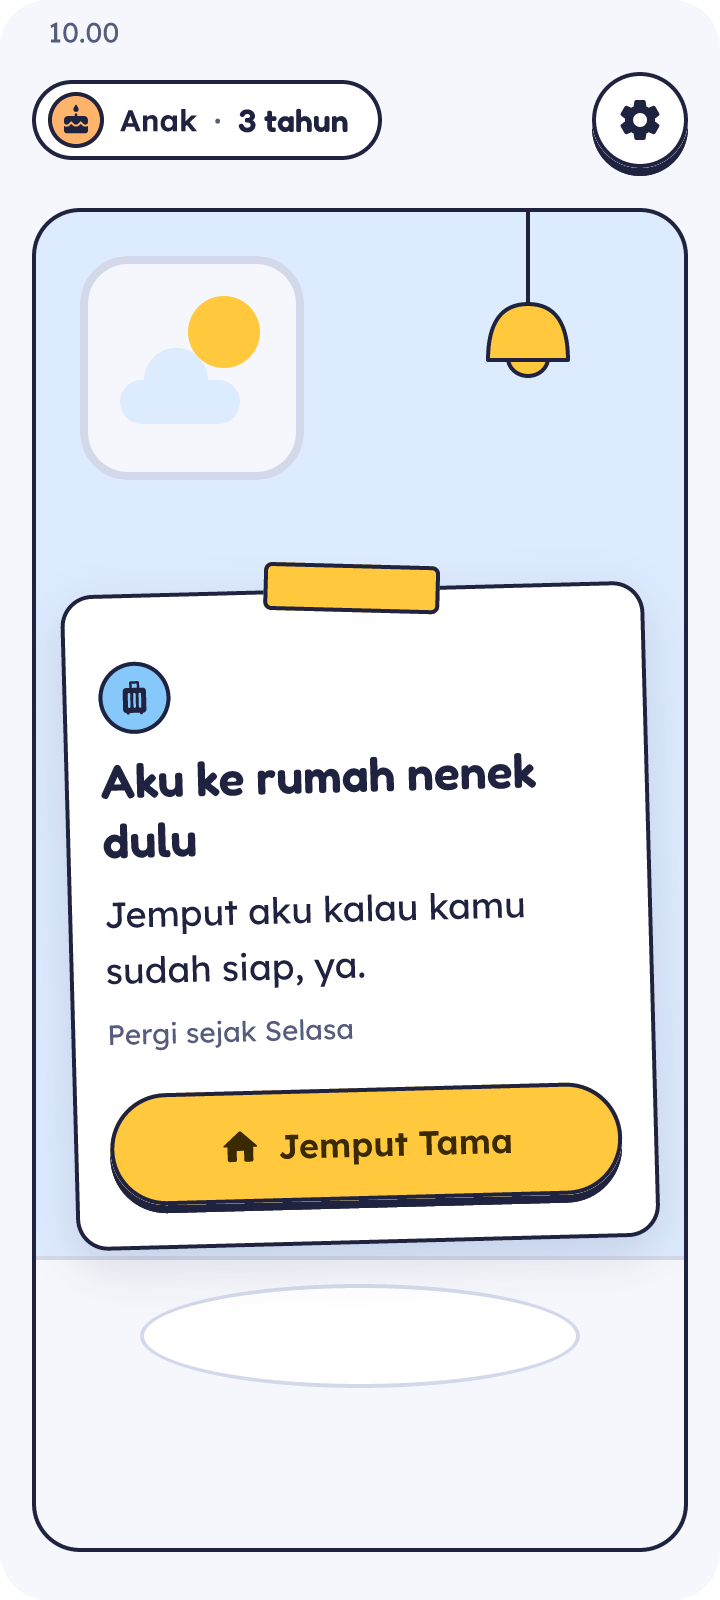 10.00
Anak · 3 tahun
Aku ke rumah nenek
dulu
Jemput aku kalau kamu
sudah siap, ya.
Pergi sejak Selasa
Jemput Tama